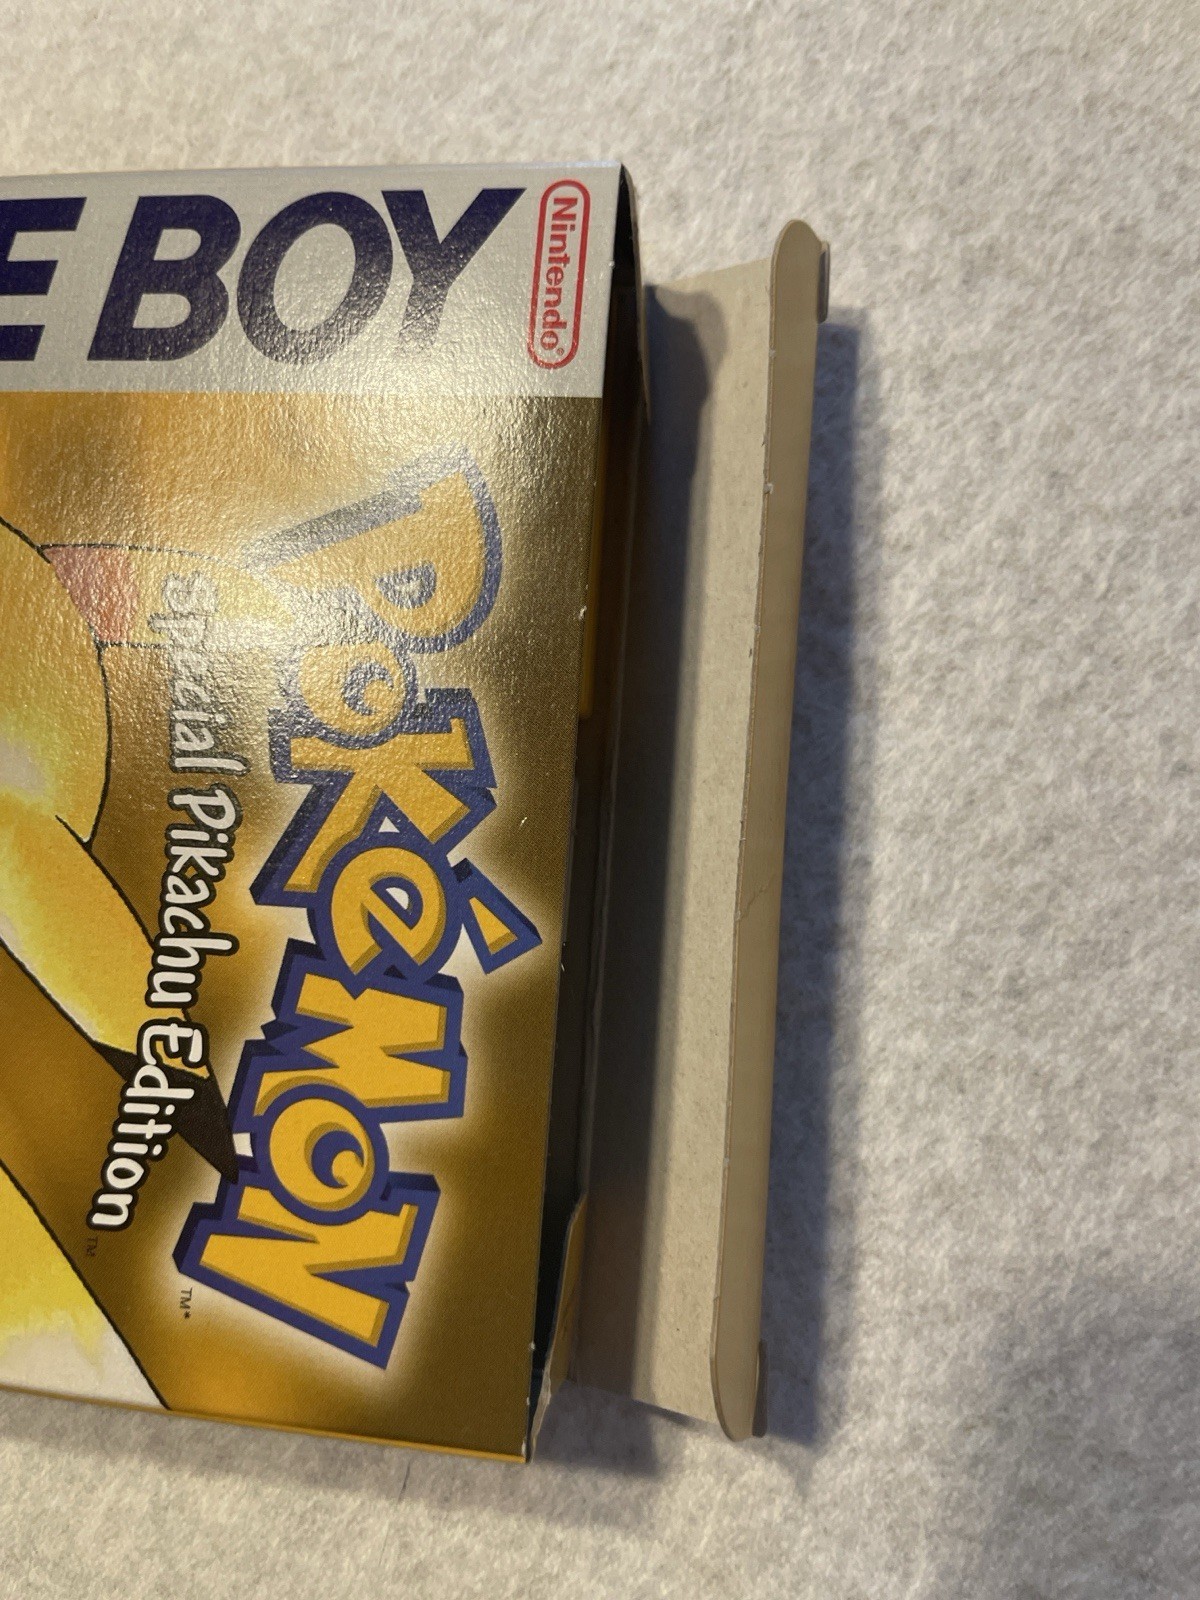 E BOY
Nintendo®
Pokémon
TM*
Special Pikachu Edition
TM